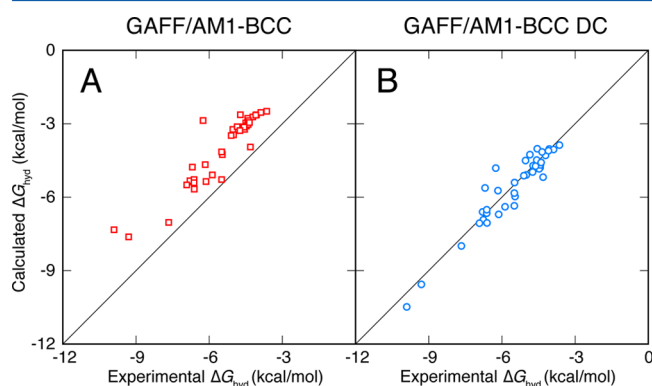 GAFF/AM1-BCC GAFF/AM1-BCC DC
0
A B
-3
-6
-9
-12
Calculated ΔGhyd (kcal/mol)
-12 -9 -6 -3 -12 -9 -6 -3 0
Experimental ΔGhyd (kcal/mol) Experimental ΔGhyd (kcal/mol)